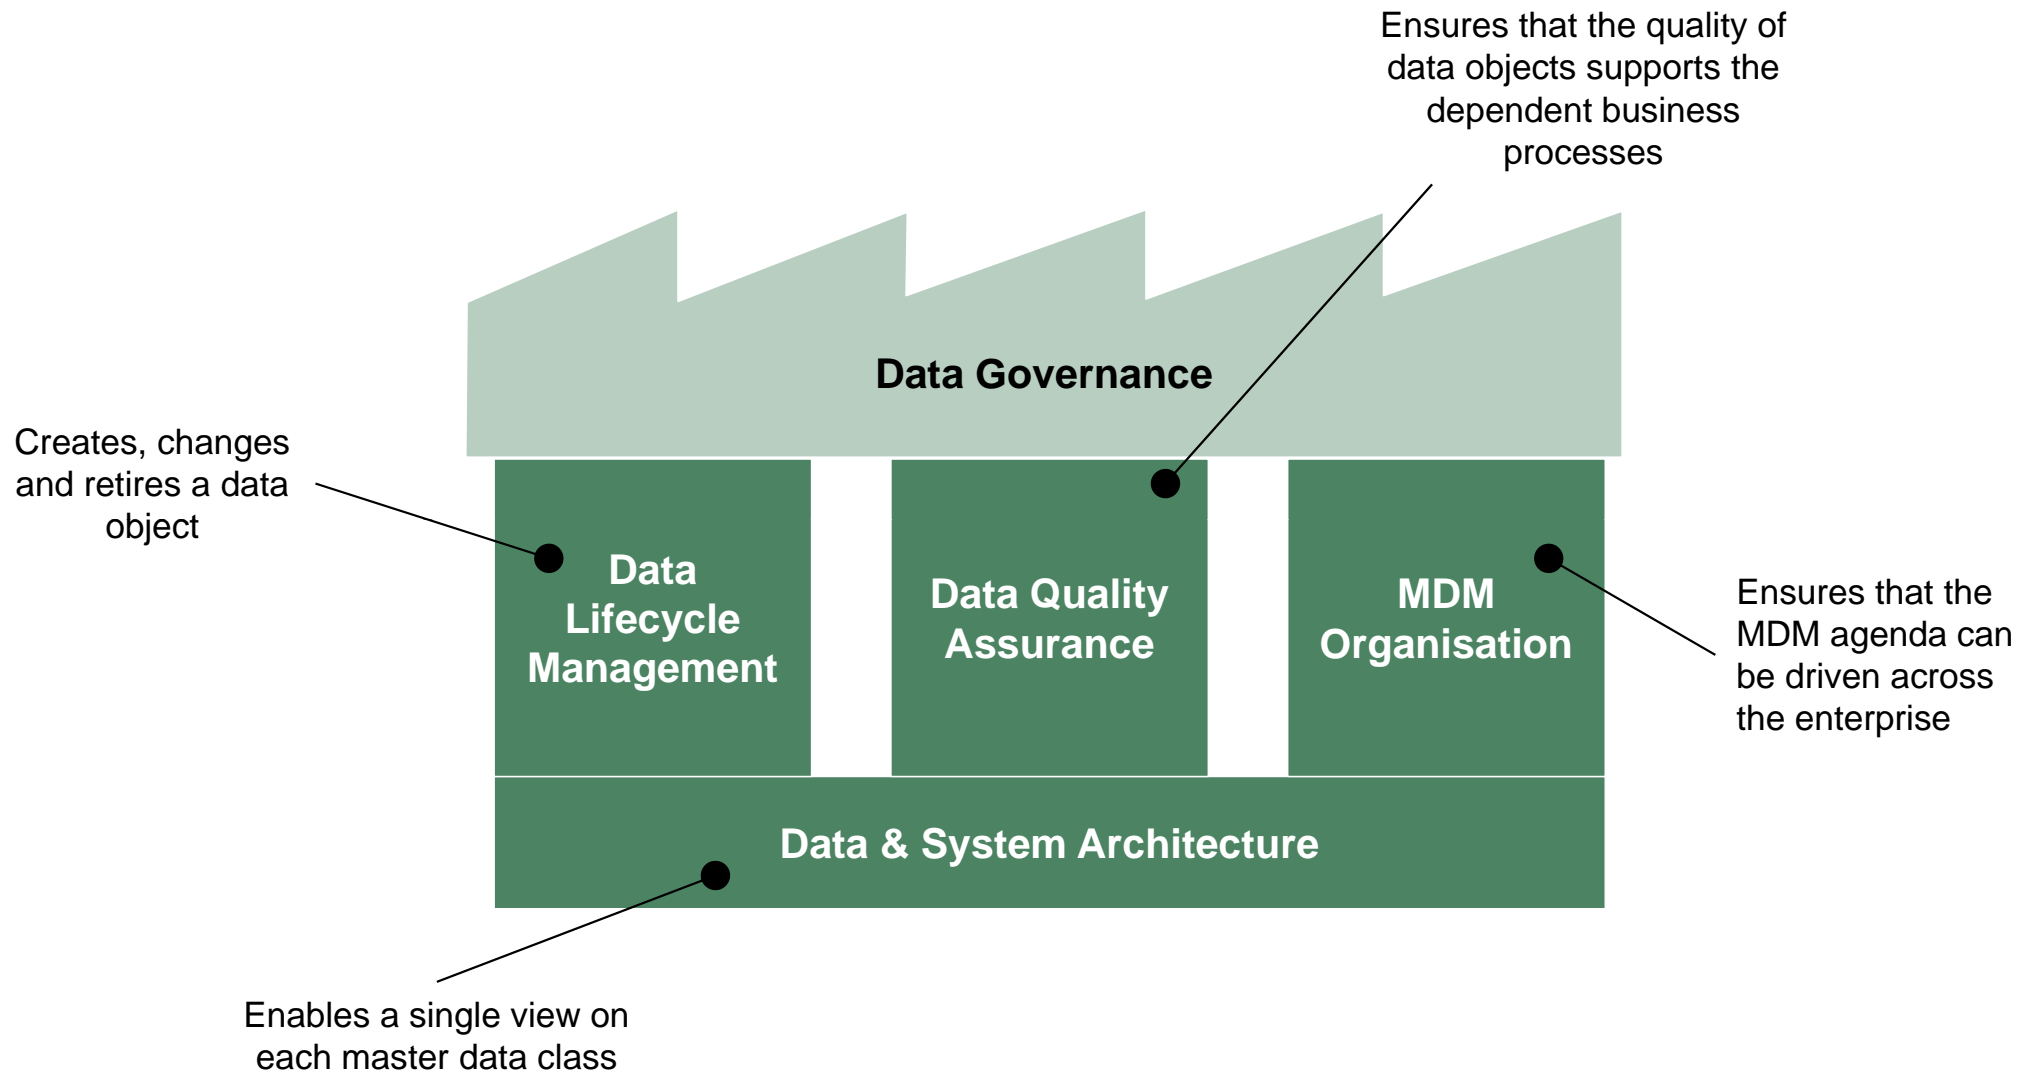 Ensures that the quality of
data objects supports the
dependent business
processes
Data Governance
Creates, changes
and retires a data
object
Data
Lifecycle
Management
Data Quality
Assurance
MDM
Organisation
Ensures that the
MDM agenda can
be driven across
the enterprise
Data & System Architecture
Enables a single view on
each master data class